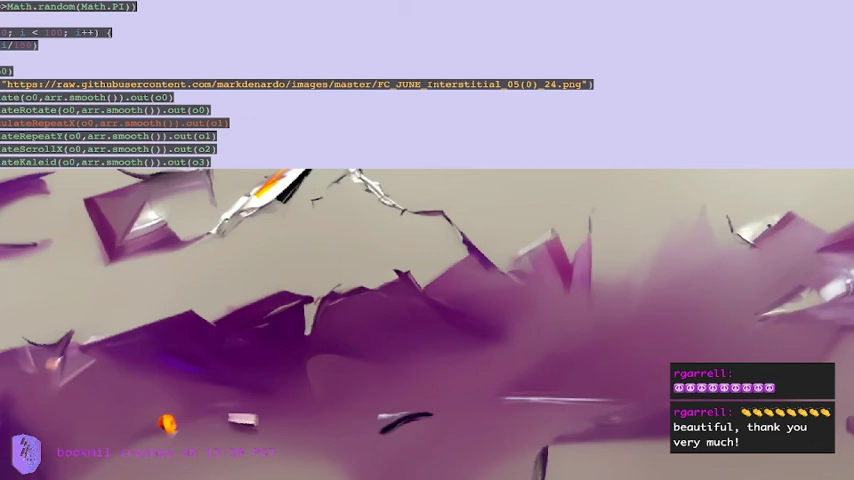 >Math.random(Math.PI))
0; i < 100; i++) {
i/100)
o0)
"https://raw.githubusercontent.com/markdenardo/images/master/FC_JUNE_Interstitial_05(0)_24.png")
ate(o0,arr.smooth()).out(o0)
ateRotate(o0,arr.smooth()).out(o0)
ulateRepeatX(o0,arr.smooth()).out(o1)
ateRepeatY(o0,arr.smooth()).out(o1)
ateScrollX(o0,arr.smooth()).out(o2)
ateKaleid(o0,arr.smooth()).out(o3)
rgarrell:
rgarrell: 👏👏👏👏👏👏👏👏
beautiful, thank you
very much!